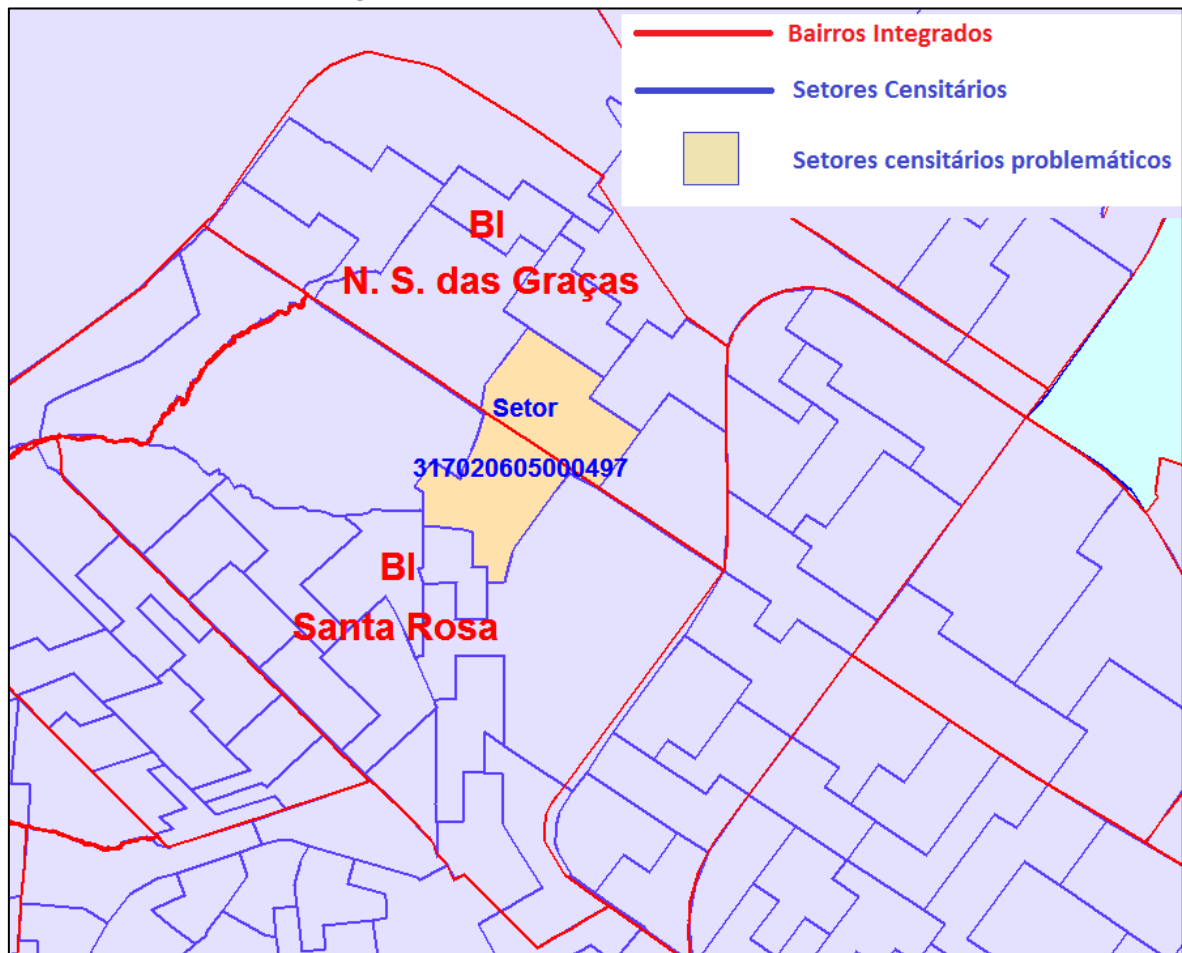 Bairros Integrados
Setores Censitários
Setores censitários problemáticos
BI
N. S. das Graças
Setor
317020605000497
BI
Santa Rosa